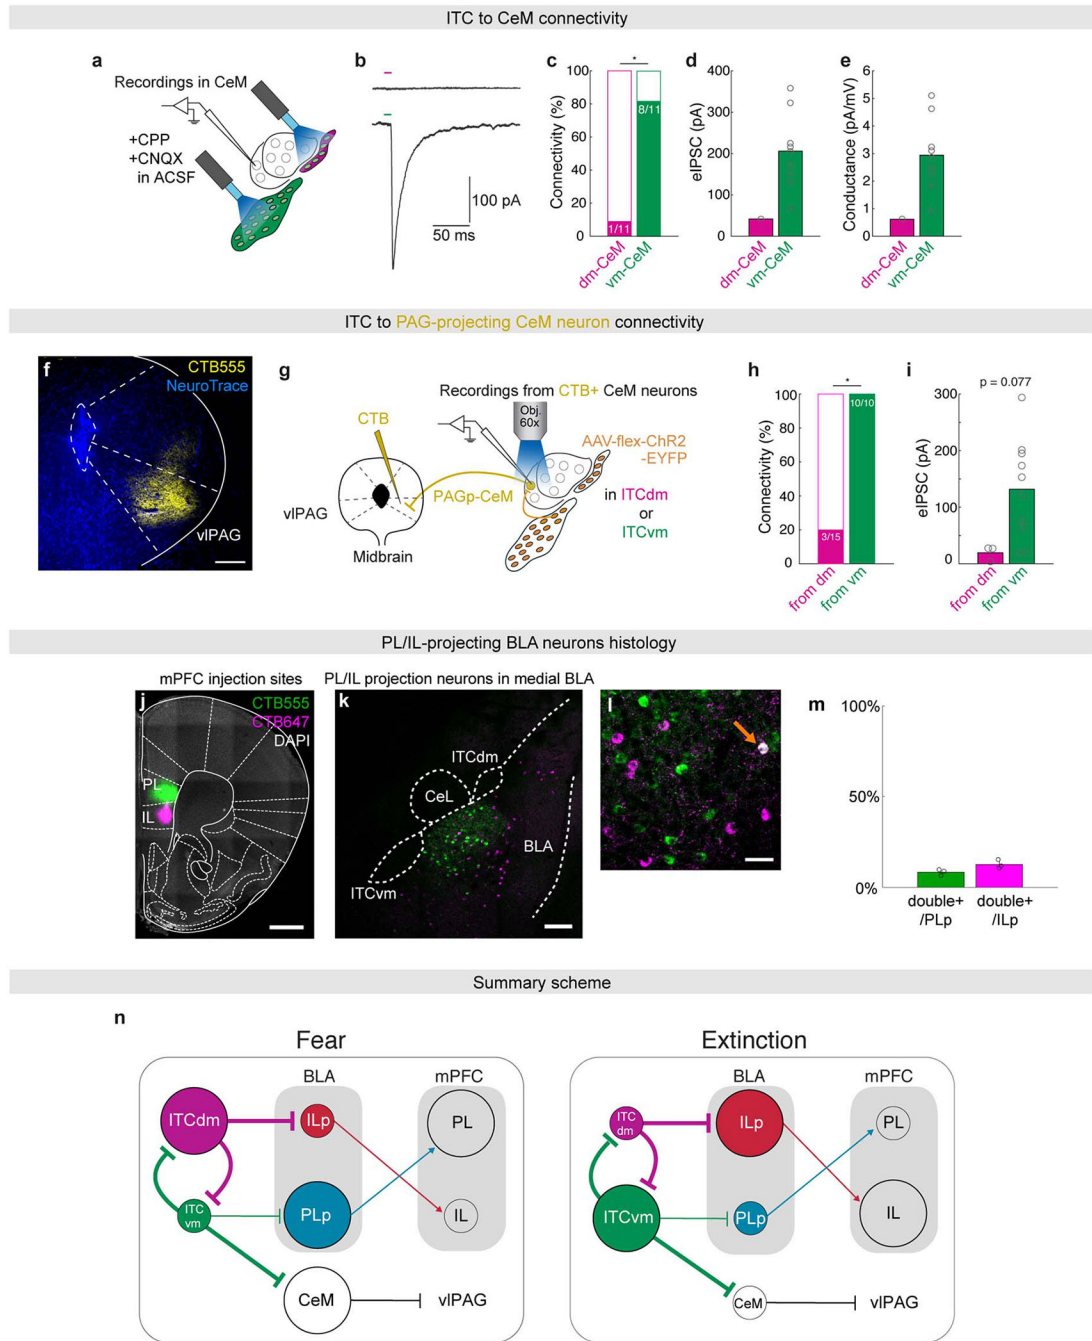 ITC to CeM connectivity
a
Recordings in CeM
+CPP
+CNQX
in ACSF
b
100 pA
50 ms
c
Connectivity (%)
100
80
60
40
20
0
*
1/11
8/11
dm-CeM
vm-CeM
d
eIPSC (pA)
400
300
200
100
0
dm-CeM
vm-CeM
e
Conductance (pA/mV)
6
5
4
3
2
1
0
dm-CeM
vm-CeM
ITC to PAG-projecting CeM neuron connectivity
f
CTB555
NeuroTrace
vlPAG
g
CTB
vlPAG
Midbrain
PAGp-CeM
Recordings from CTB+ CeM neurons
Obj.
60x
AAV-flex-ChR2
-EYFP
in ITCdm
or
ITCvm
h
Connectivity (%)
100
80
60
40
20
0
*
3/15
10/10
from dm
from vm
i
p = 0.077
eIPSC (pA)
300
200
100
0
from dm
from vm
PL/IL-projecting BLA neurons histology
mPFC injection sites
j
CTB555
CTB647
DAPI
PL
IL
PL/IL projection neurons in medial BLA
k
ITCdm
CeL
BLA
ITCvm
l
m
100%
50%
0%
double+
/PLp
double+
/ILp
Summary scheme
n
Fear
BLA
mPFC
ITCdm
ILp
PL
ITC
vm
PLp
IL
CeM
vlPAG
Extinction
BLA
mPFC
ITC
dm
ILp
PL
ITCvm
PLp
IL
CeM
vlPAG